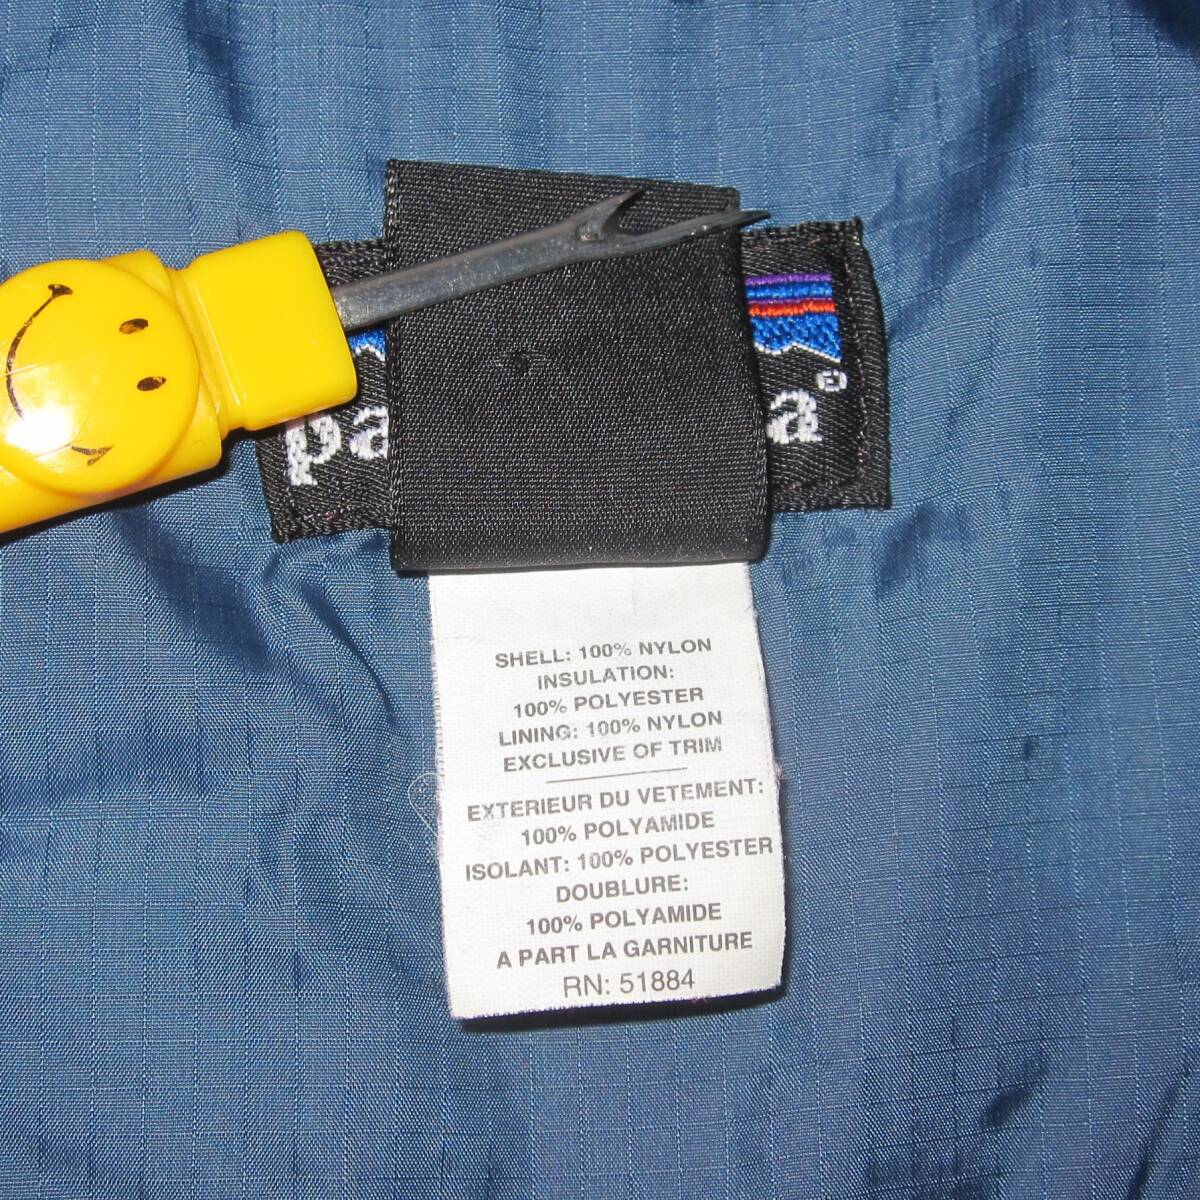 pa a®
SHELL: 100% NYLON
INSULATION:
100% POLYESTER
LINING: 100% NYLON
EXCLUSIVE OF TRIM
EXTERIEUR DU VETEMENT:
100% POLYAMIDE
ISOLANT: 100% POLYESTER
DOUBLURE:
100% POLYAMIDE
A PART LA GARNITURE
RN: 51884